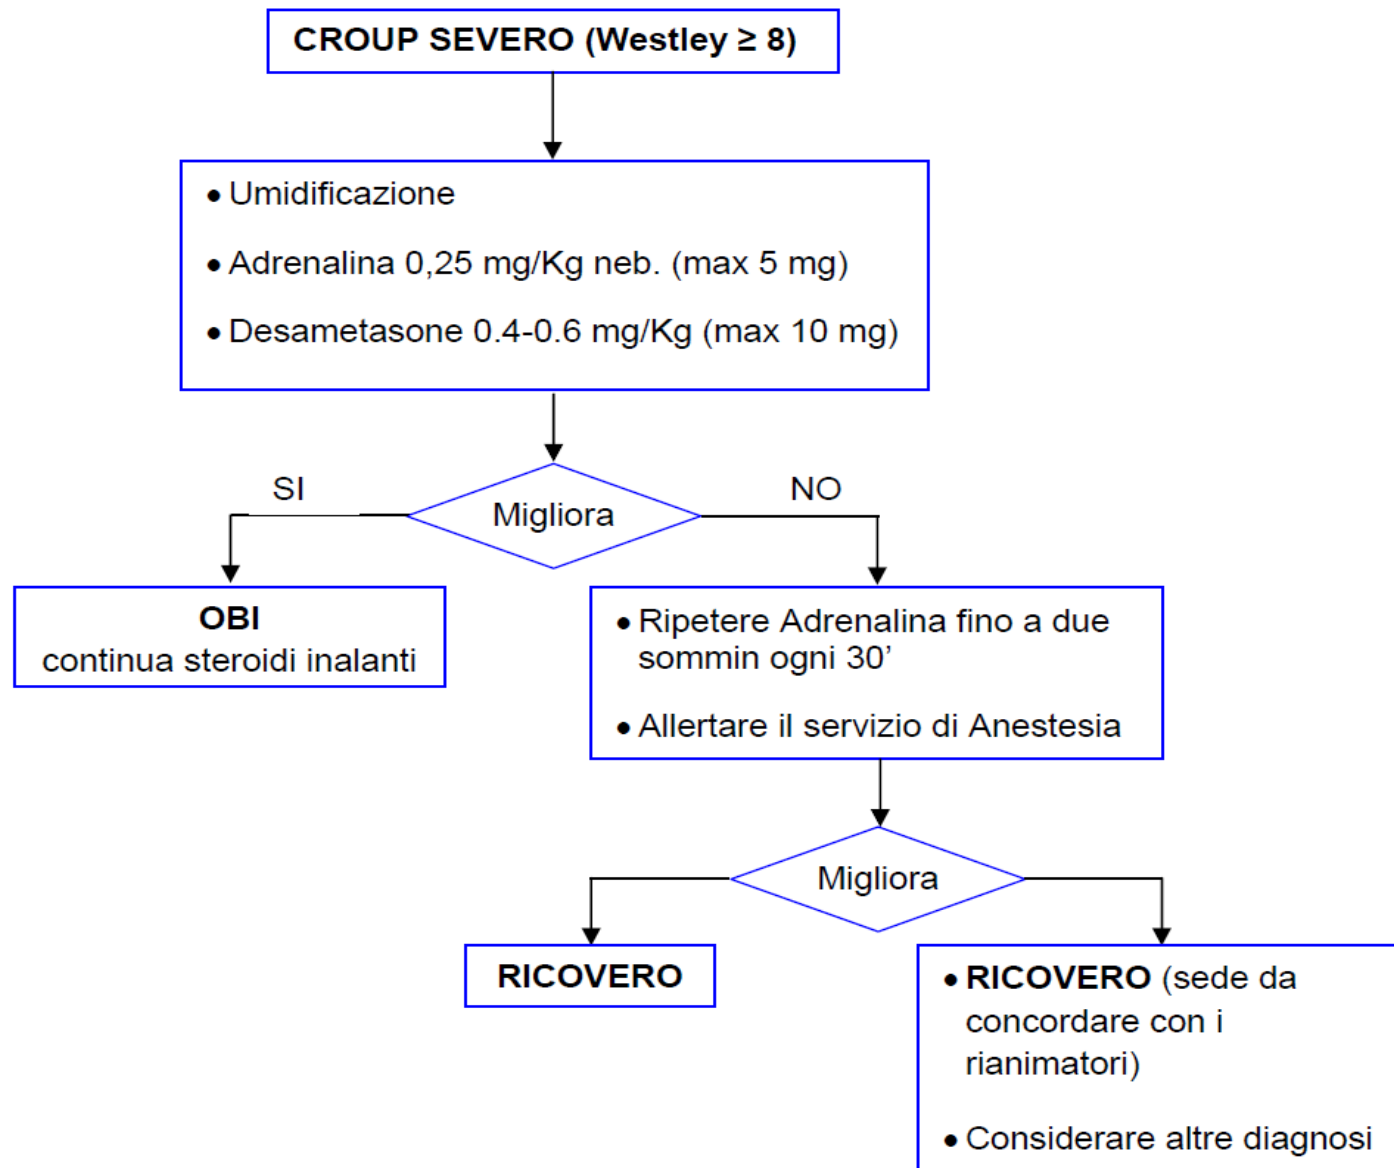 CROUP SEVERO (Westley ≥ 8)
• Umidificazione
• Adrenalina 0,25 mg/Kg neb. (max 5 mg)
• Desametasone 0.4-0.6 mg/Kg (max 10 mg)
SI
NO
Migliora
OBI
continua steroidi inalanti
• Ripetere Adrenalina fino a due
sommin ogni 30’
• Allertare il servizio di Anestesia
Migliora
RICOVERO
• RICOVERO (sede da
concordare con i
rianimatori)
• Considerare altre diagnosi